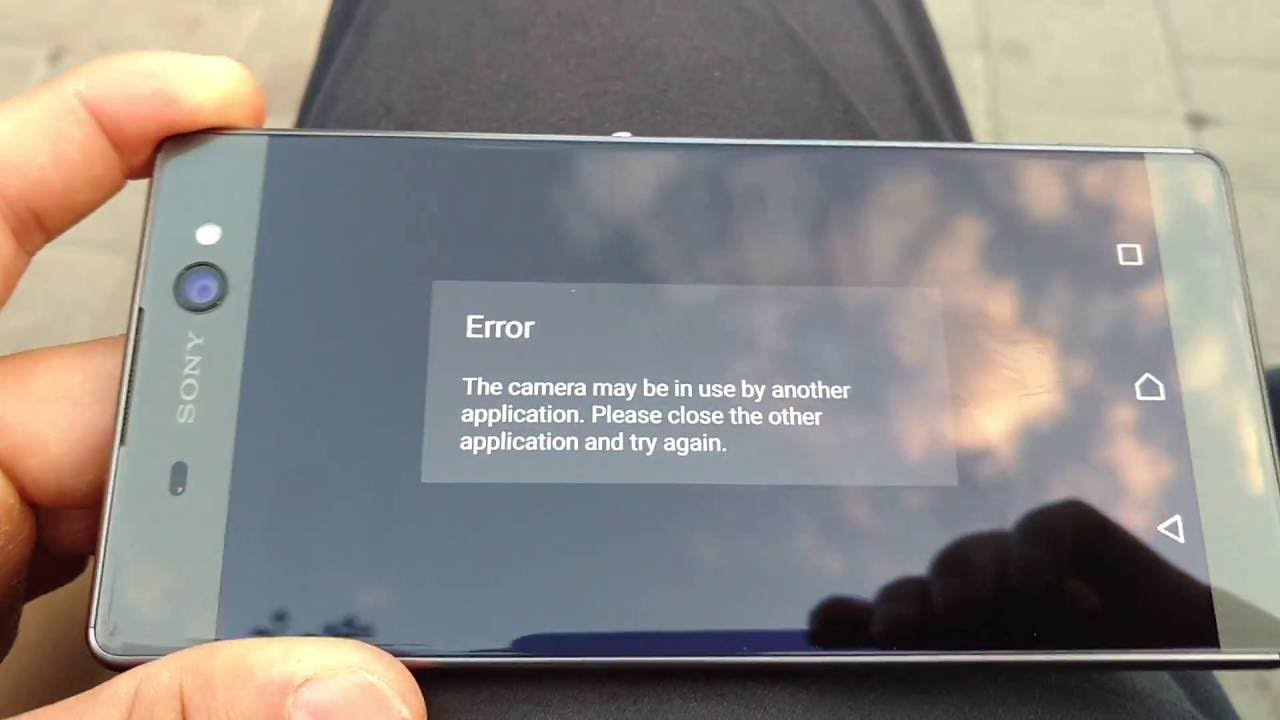 SONY
Error
The camera may be in use by another
application. Please close the other
application and try again.